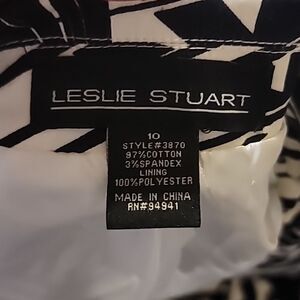 LESLIE STUART
10
STYLE#3870
97%COTTON
3%SPANDEX
LINING
100%POLYESTER
MADE IN CHINA
RN#94941